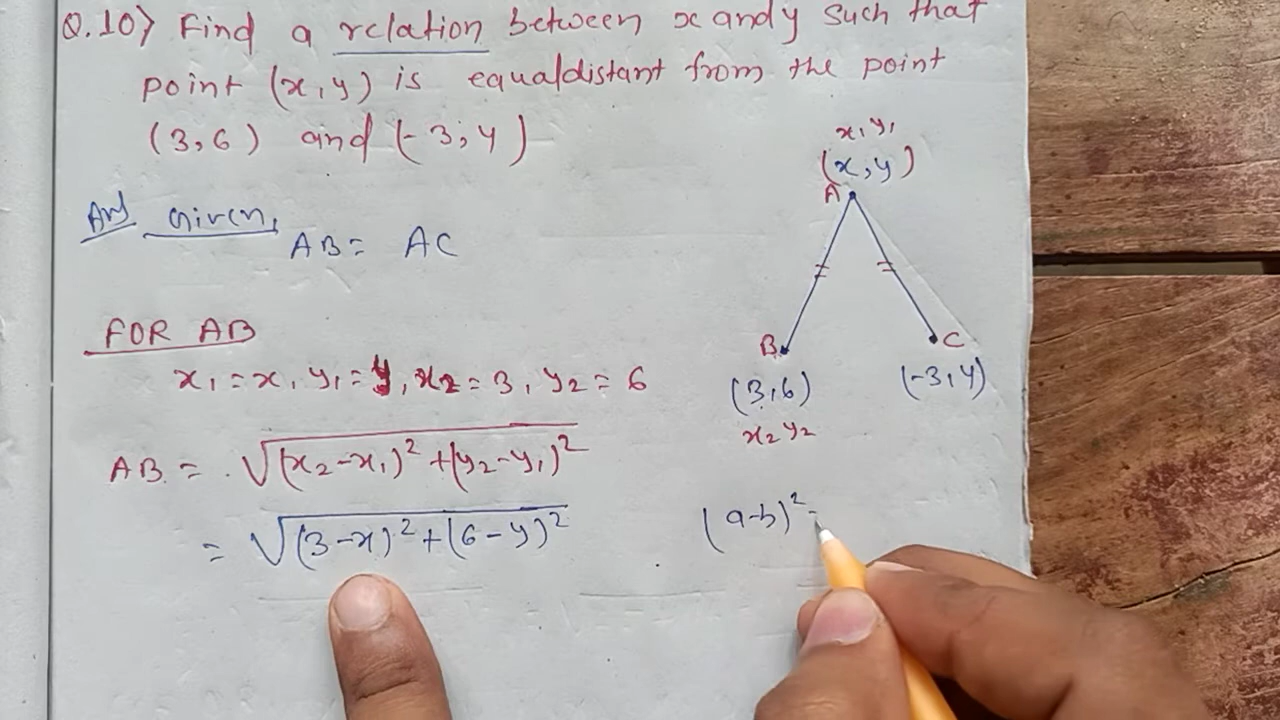 Q.10) Find a relation between x and y such that
point (x, y) is equaldistant from the point
(3, 6) and (-3, 4)
Ans Given,
AB = AC
x₁ y₁
(x, y)
A
B
(3, 6)
x₂ y₂
C
(-3, 4)
FOR AB
x₁ = x, y₁ = y, x₂ = 3, y₂ = 6
AB = √(x₂-x₁)² + (y₂-y₁)²
= √(3-x)² + (6-y)²
(a-b)² =